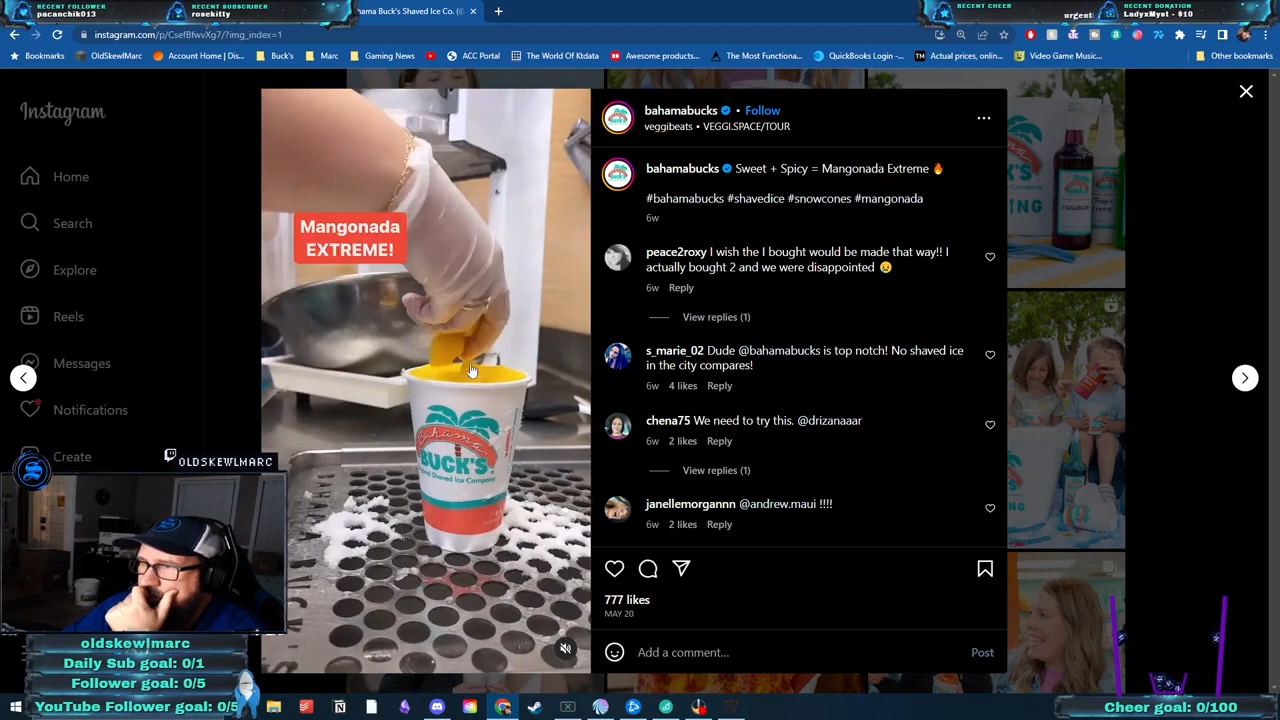 RECENT FOLLOWER
pacanchik013
RECENT SUBSCRIBER
rosekitty
hama Buck's Shaved Ice Co. (
RECENT CHEER
urgent
RECENT DONATION
LadyxMyst - $10
instagram.com/p/CsefBfwvXg7/?img_index=1
Bookmarks
OldSkewlMarc
Account Home | Dis...
Buck's
Marc
Gaming News
ACC Portal
The World Of Ktdata
Awesome products...
The Most Functiona...
QuickBooks Login -...
Actual prices, onlin...
Video Game Music...
Other bookmarks
Instagram
Home
Search
Explore
Reels
Messages
Notifications
Create
Mangonada
EXTREME!
Bahama
BUCK'S
Original Shaved Ice Company
bahamabucks • Follow
veggibeats • VEGGI.SPACE/TOUR
bahamabucks Sweet + Spicy = Mangonada Extreme 🔥
#bahamabucks #shavedice #snowcones #mangonada
6w
peace2roxy I wish the I bought would be made that way!! I
actually bought 2 and we were disappointed 😢
6w Reply
View replies (1)
s_marie_02 Dude @bahamabucks is top notch! No shaved ice
in the city compares!
6w 4 likes Reply
chena75 We need to try this. @drizanaaar
6w 2 likes Reply
View replies (1)
janellemorgannn @andrew.maui !!!!
6w 2 likes Reply
777 likes
MAY 20
Add a comment...
Post
OLDSKEWLMARC
oldskewlmarc
Daily Sub goal: 0/1
Follower goal: 0/5
YouTube Follower goal: 0/5
Cheer goal: 0/100